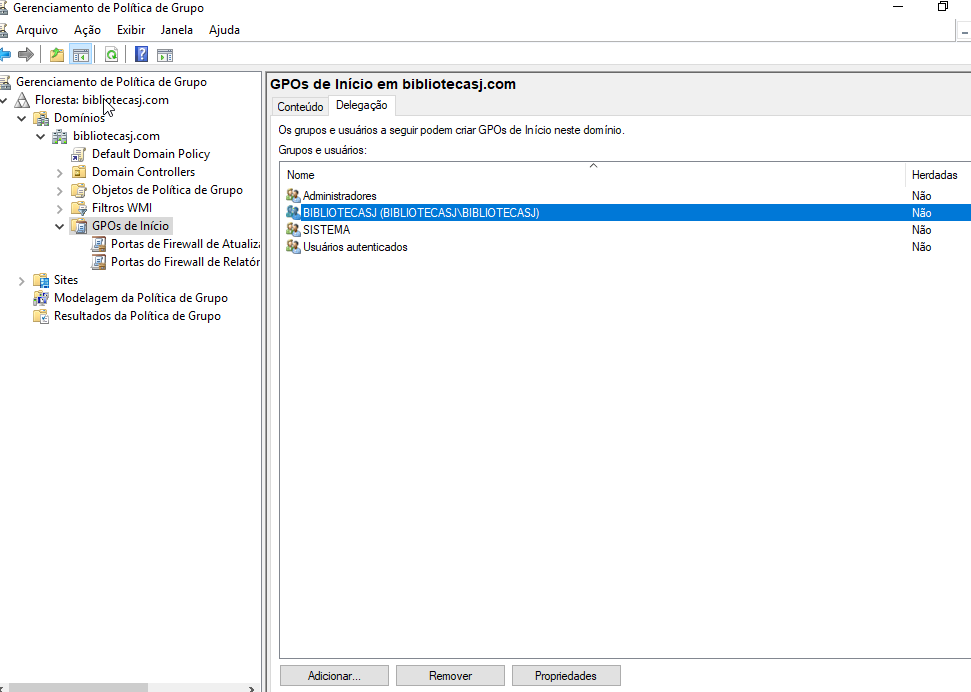 Gerenciamento de Política de Grupo
Arquivo Ação Exibir Janela Ajuda
Gerenciamento de Política de Grupo
Floresta: bibliotecasj.com
Domínios
bibliotecasj.com
Default Domain Policy
Domain Controllers
Objetos de Política de Grupo
Filtros WMI
GPOs de Início
Portas de Firewall de Atualiza
Portas do Firewall de Relatór
Sites
Modelagem da Política de Grupo
Resultados da Política de Grupo
GPOs de Início em bibliotecasj.com
Conteúdo Delegação
Os grupos e usuários a seguir podem criar GPOs de Início neste domínio.
Grupos e usuários:
Nome Herdadas
Administradores Não
BIBLIOTECASJ (BIBLIOTECASJ\BIBLIOTECASJ) Não
SISTEMA Não
Usuários autenticados Não
Adicionar... Remover Propriedades